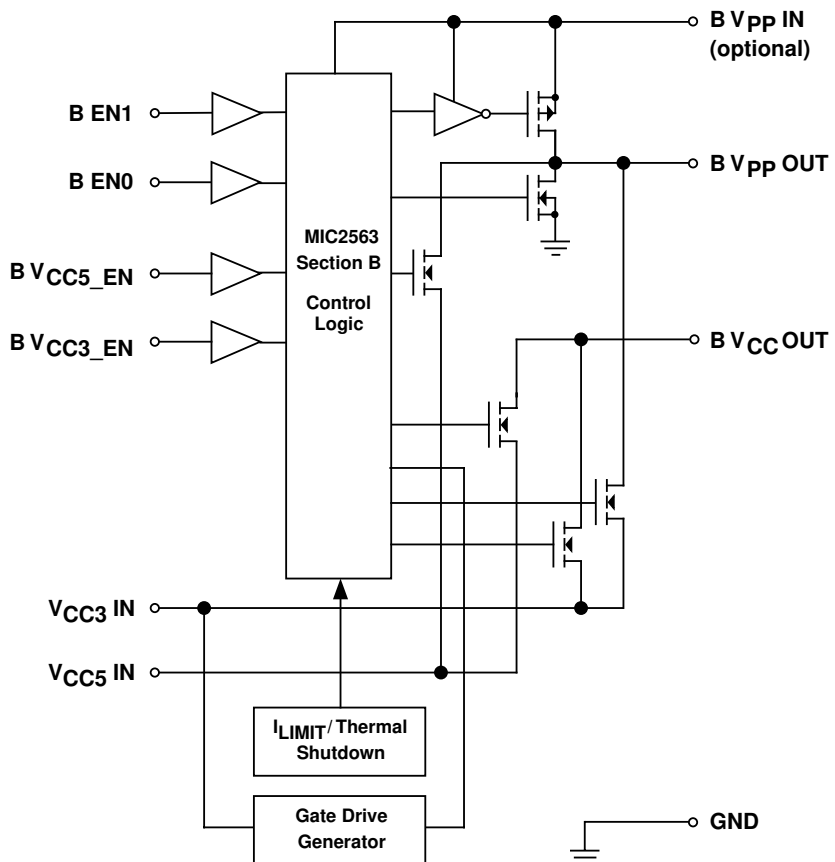 B VPP IN
(optional)
B EN1
B EN0
B VPP OUT
MIC2563
Section B
Control
Logic
B VCC5_EN
B VCC3_EN
B VCC OUT
VCC3 IN
VCC5 IN
ILIMIT/Thermal
Shutdown
Gate Drive
Generator
GND